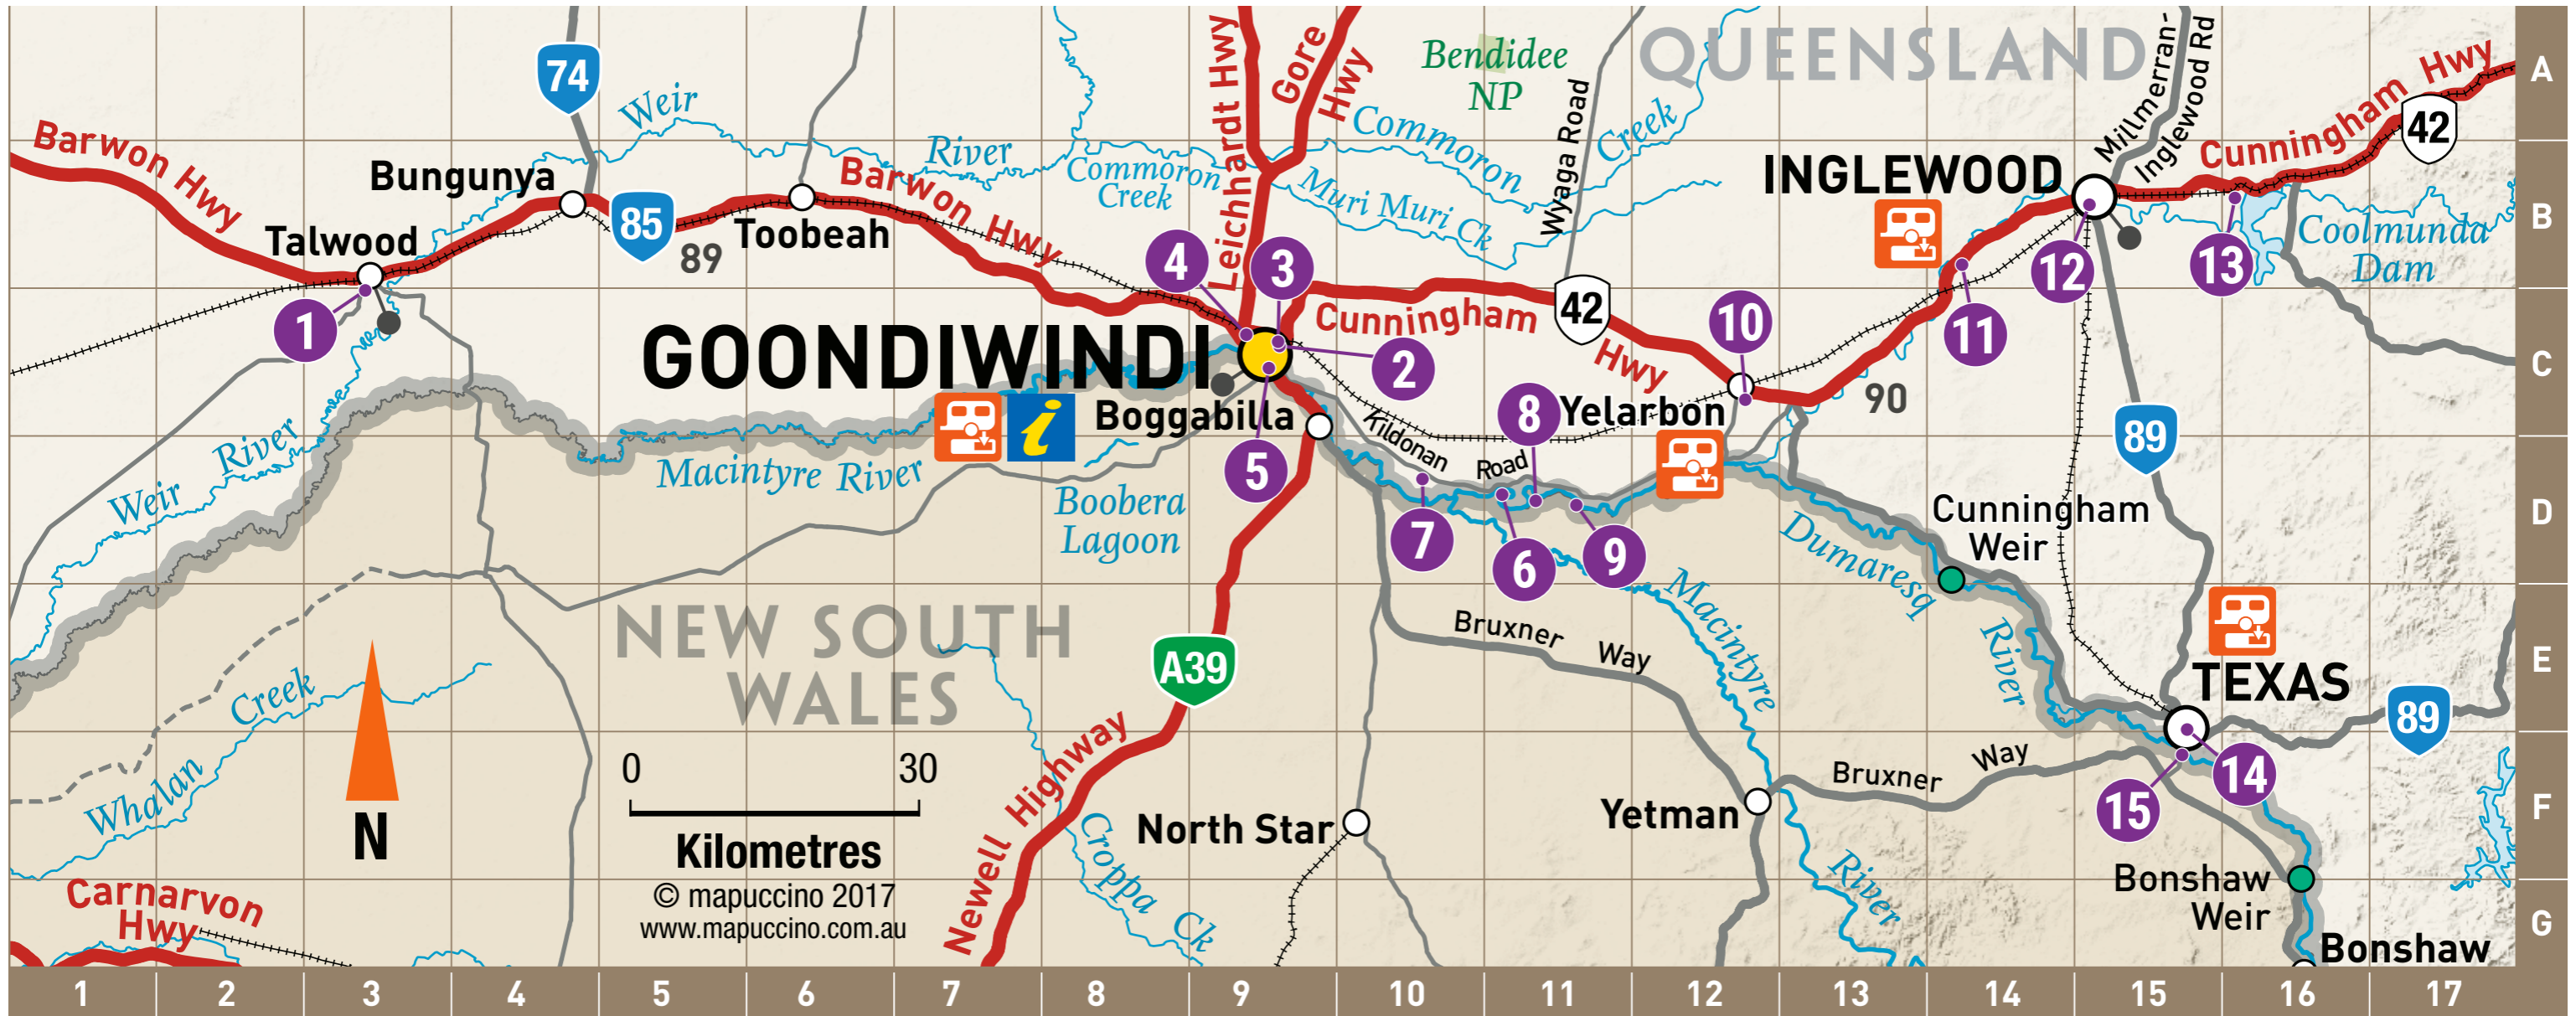 QUEENSLAND
Bendidee
NP
Leichhardt Hwy
Gore
Hwy
Wyaga Road
Millmerran-
Inglewood Rd
Cunningham Hwy
42
A
74
Weir
River
Commoron
Creek
Commoron
Creek
Muri Muri Ck
Barwon Hwy
Bungunya
85
89
Toobeah
Barwon Hwy
Talwood
INGLEWOOD
Coolmunda
Dam
B
4
3
12
13
11
1
GOONDIWINDI
Cunningham
Hwy
42
10
2
C
Boggabilla
i
Kildonan
Road
8
Yelarbon
90
89
5
Weir
River
Macintyre River
Boobera
Lagoon
7
6
9
Dumaresq
River
Cunningham
Weir
D
NEW SOUTH
WALES
A39
Bruxner Way
Macintyre
River
TEXAS
89
E
Whalan
Creek
N
0 30
Kilometres
© mapuccino 2017
www.mapuccino.com.au
Newell Highway
Croppa Ck
North Star
Yetman
Bruxner Way
15
14
F
Carnarvon
Hwy
Bonshaw
Weir
Bonshaw
G
1 2 3 4 5 6 7 8 9 10 11 12 13 14 15 16 17